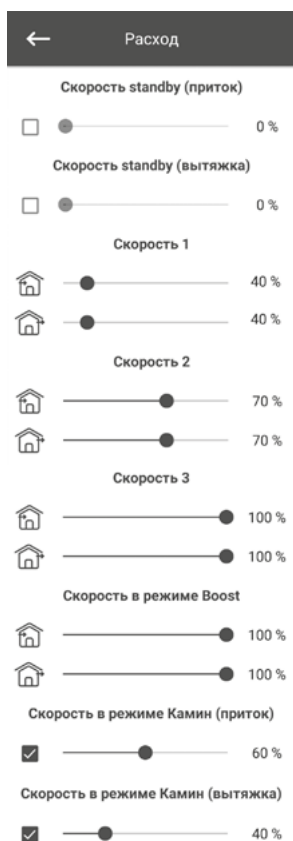 Расход
Скорость standby (приток)
0 %
Скорость standby (вытяжка)
0 %
Скорость 1
40 %
40 %
Скорость 2
70 %
70 %
Скорость 3
100 %
100 %
Скорость в режиме Boost
100 %
100 %
Скорость в режиме Камин (приток)
60 %
Скорость в режиме Камин (вытяжка)
40 %